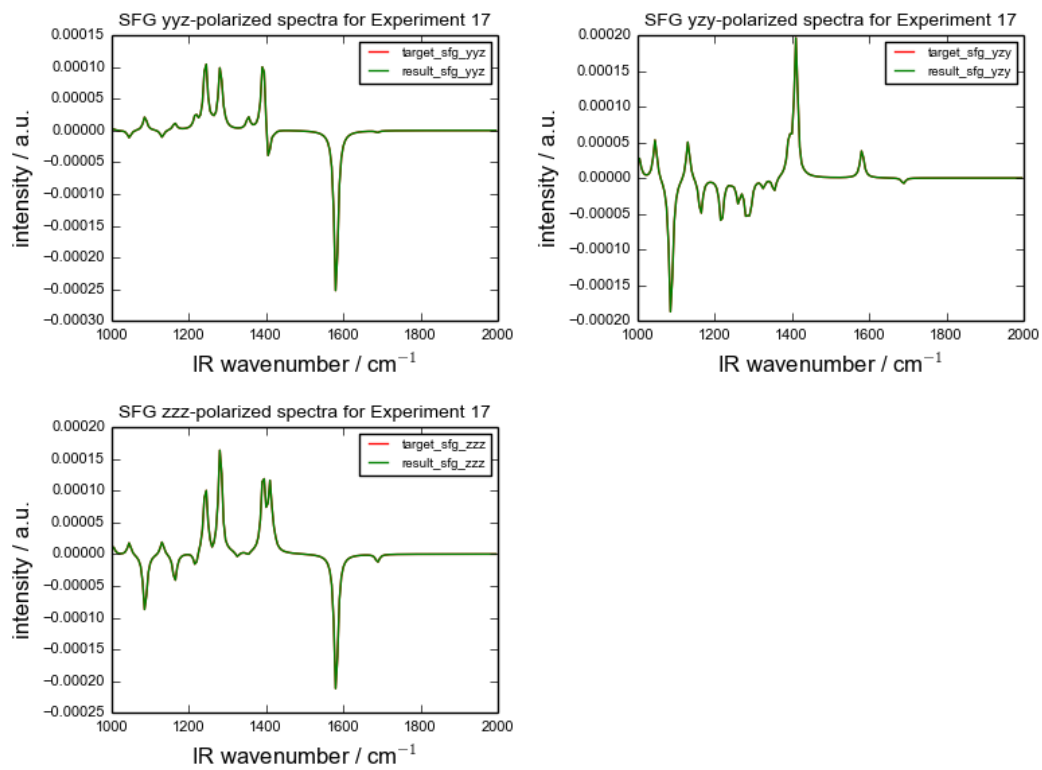 SFG yyz-polarized spectra for Experiment 17
0.00015
0.00010
0.00005
0.00000
−0.00005
−0.00010
−0.00015
−0.00020
−0.00025
−0.00030
intensity / a.u.
target_sfg_yyz
result_sfg_yyz
1000 1200 1400 1600 1800 2000
IR wavenumber / cm⁻¹
SFG yzy-polarized spectra for Experiment 17
0.00020
0.00015
0.00010
0.00005
0.00000
−0.00005
−0.00010
−0.00015
−0.00020
intensity / a.u.
target_sfg_yzy
result_sfg_yzy
1000 1200 1400 1600 1800 2000
IR wavenumber / cm⁻¹
SFG zzz-polarized spectra for Experiment 17
0.00020
0.00015
0.00010
0.00005
0.00000
−0.00005
−0.00010
−0.00015
−0.00020
−0.00025
intensity / a.u.
target_sfg_zzz
result_sfg_zzz
1000 1200 1400 1600 1800 2000
IR wavenumber / cm⁻¹